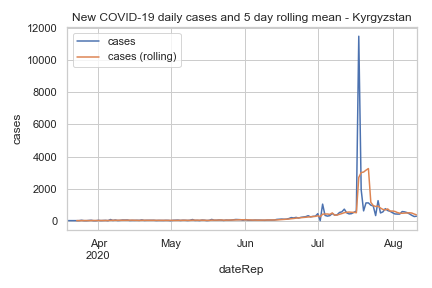 New COVID-19 daily cases and 5 day rolling mean - Kyrgyzstan
cases
cases (rolling)
12000
10000
8000
6000
4000
2000
0
cases
Apr
2020
May
Jun
Jul
Aug
dateRep